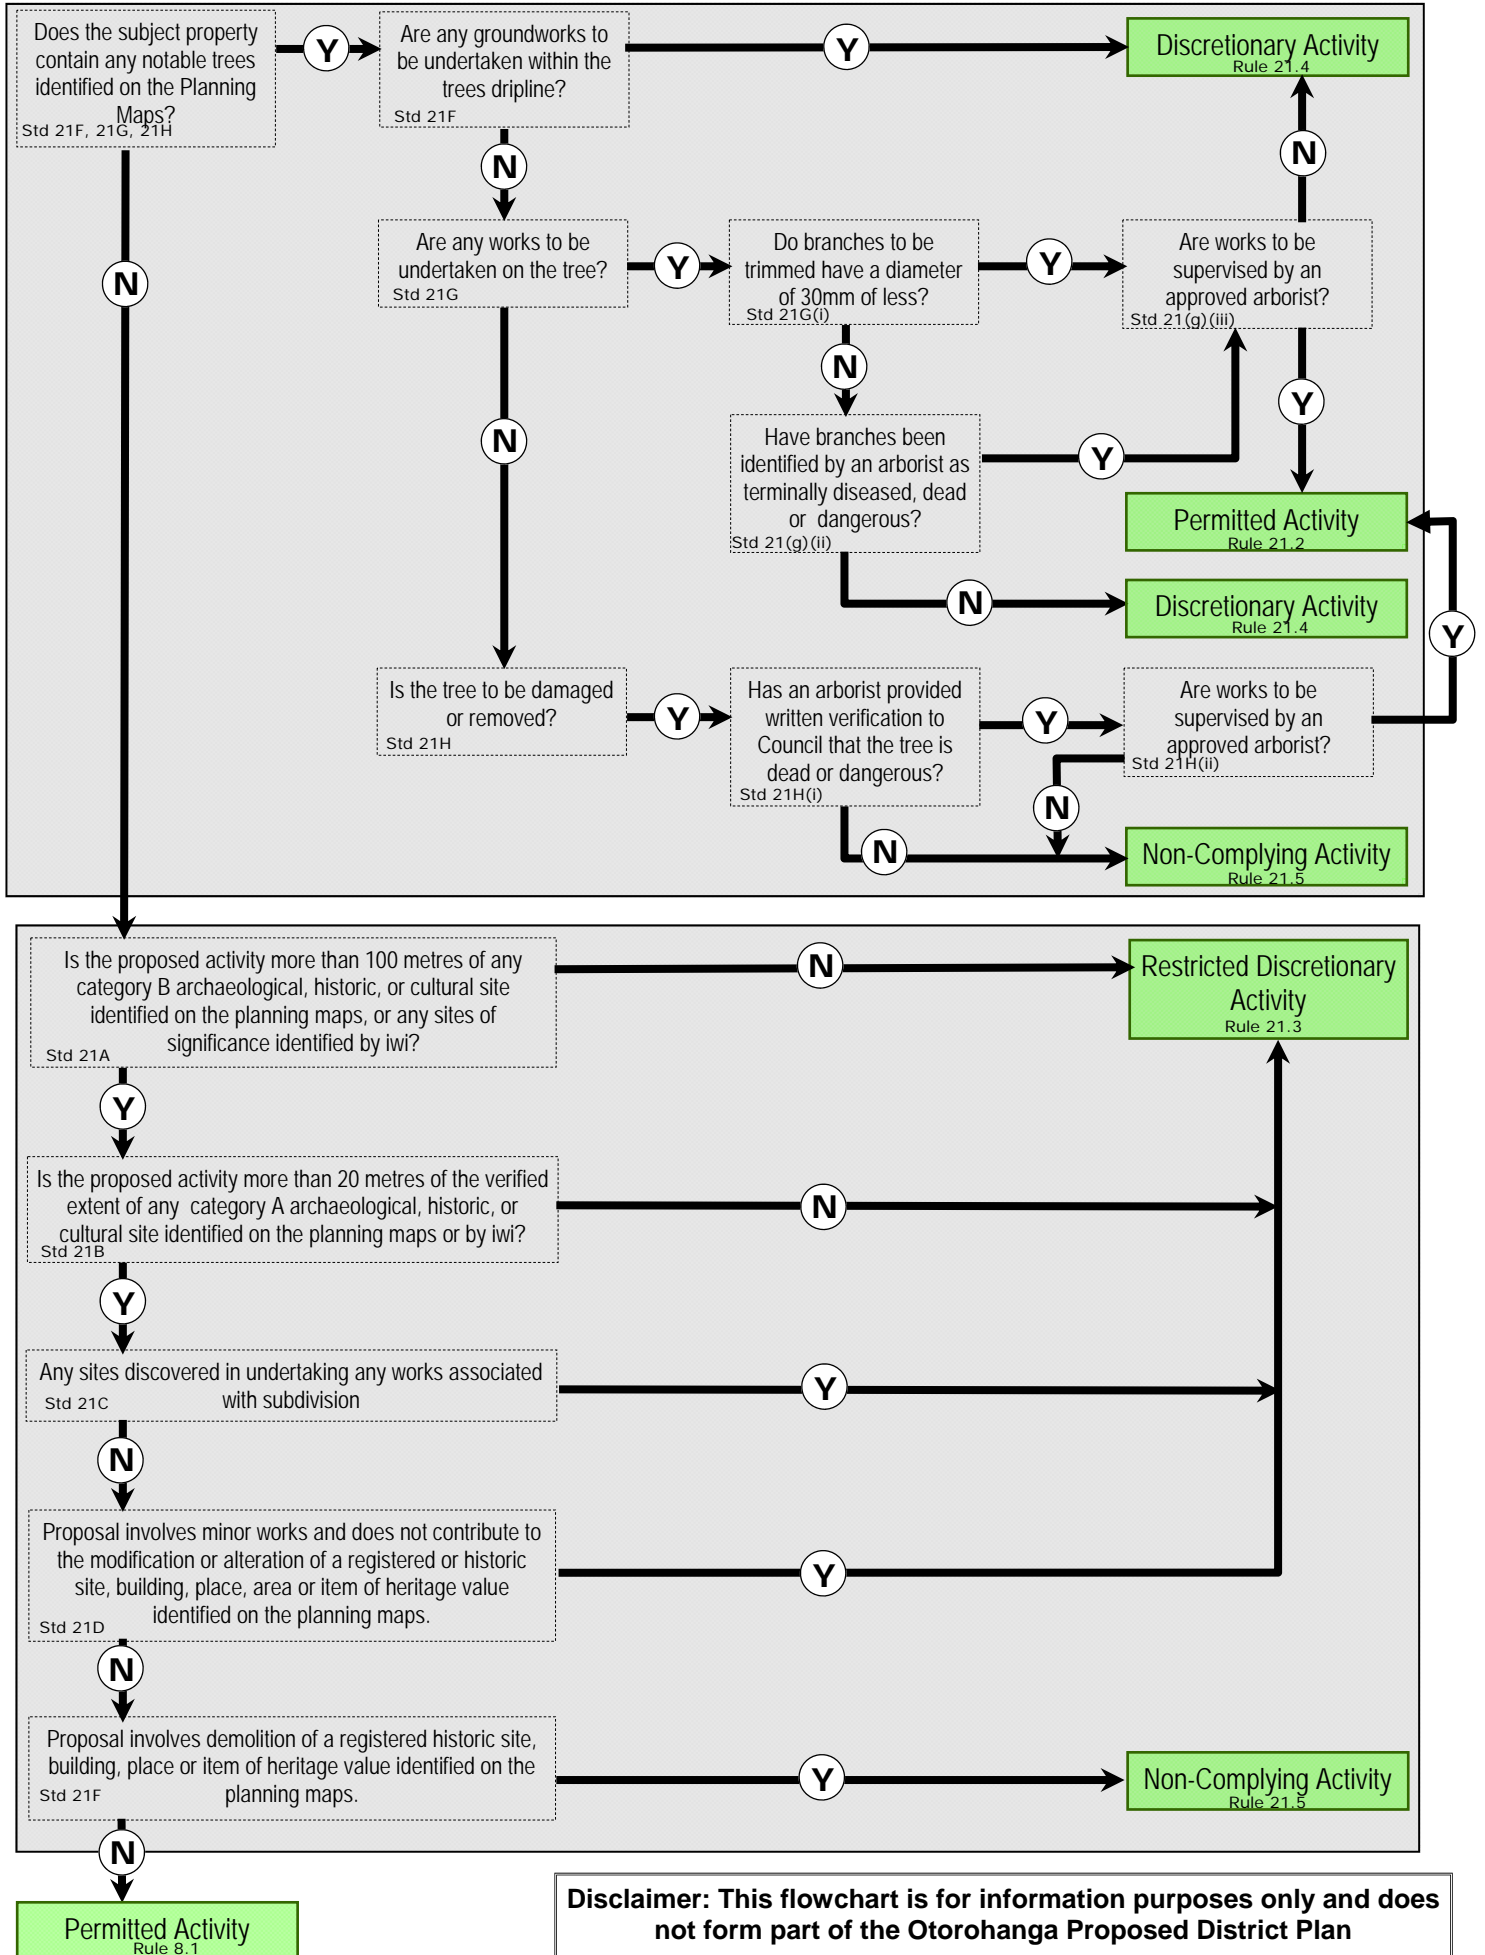 Does the subject property
contain any notable trees
identified on the Planning
Maps?
Std 21F, 21G, 21H
Y
Are any groundworks to
be undertaken within the
trees dripline?
Std 21F
Y
Discretionary Activity
Rule 21.4
N
N
N
Are any works to be
undertaken on the tree?
Std 21G
Y
Do branches to be
trimmed have a diameter
of 30mm of less?
Std 21G(i)
Y
Are works to be
supervised by an
approved arborist?
Std 21(g)(iii)
N
Y
N
Have branches been
identified by an arborist as
terminally diseased, dead
or dangerous?
Std 21(g)(ii)
Y
Permitted Activity
Rule 21.2
N
Discretionary Activity
Rule 21.4
Y
Is the tree to be damaged
or removed?
Std 21H
Y
Has an arborist provided
written verification to
Council that the tree is
dead or dangerous?
Std 21H(i)
Y
Are works to be
supervised by an
approved arborist?
Std 21H(ii)
N
N
Non-Complying Activity
Rule 21.5
Is the proposed activity more than 100 metres of any
category B archaeological, historic, or cultural site
identified on the planning maps, or any sites of
significance identified by iwi?
Std 21A
N
Restricted Discretionary
Activity
Rule 21.3
Y
Is the proposed activity more than 20 metres of the verified
extent of any category A archaeological, historic, or
cultural site identified on the planning maps or by iwi?
Std 21B
N
Y
Any sites discovered in undertaking any works associated
with subdivision
Std 21C
Y
N
Proposal involves minor works and does not contribute to
the modification or alteration of a registered or historic
site, building, place, area or item of heritage value
identified on the planning maps.
Std 21D
Y
N
Proposal involves demolition of a registered historic site,
building, place or item of heritage value identified on the
planning maps.
Std 21F
Y
Non-Complying Activity
Rule 21.5
N
Permitted Activity
Rule 8.1
Disclaimer: This flowchart is for information purposes only and does
not form part of the Otorohanga Proposed District Plan